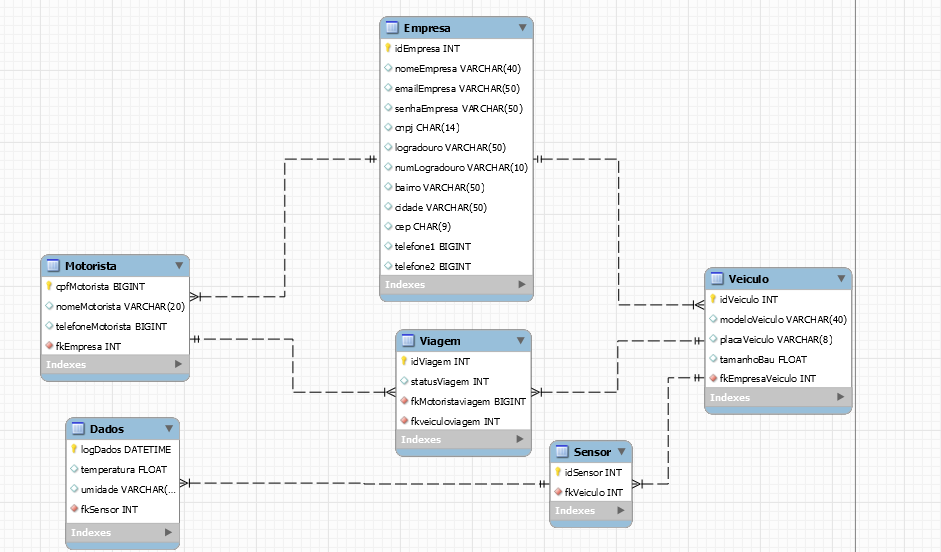 Empresa
idEmpresa INT
nomeEmpresa VARCHAR(40)
emailEmpresa VARCHAR(50)
senhaEmpresa VARCHAR(50)
cnpj CHAR(14)
logradouro VARCHAR(50)
numLogradouro VARCHAR(10)
bairro VARCHAR(50)
cidade VARCHAR(50)
cep CHAR(9)
telefone1 BIGINT
telefone2 BIGINT
Indexes
Motorista
cpfMotorista BIGINT
nomeMotorista VARCHAR(20)
telefoneMotorista BIGINT
fkEmpresa INT
Indexes
Veiculo
idVeiculo INT
modeloVeiculo VARCHAR(40)
placaVeiculo VARCHAR(8)
tamanhoBau FLOAT
fkEmpresaVeiculo INT
Indexes
Viagem
idViagem INT
statusViagem INT
fkMotoristaviagem BIGINT
fkveiculoviagem INT
Indexes
Dados
logDados DATETIME
temperatura FLOAT
umidade VARCHAR(...
fkSensor INT
Indexes
Sensor
idSensor INT
fkVeiculo INT
Indexes